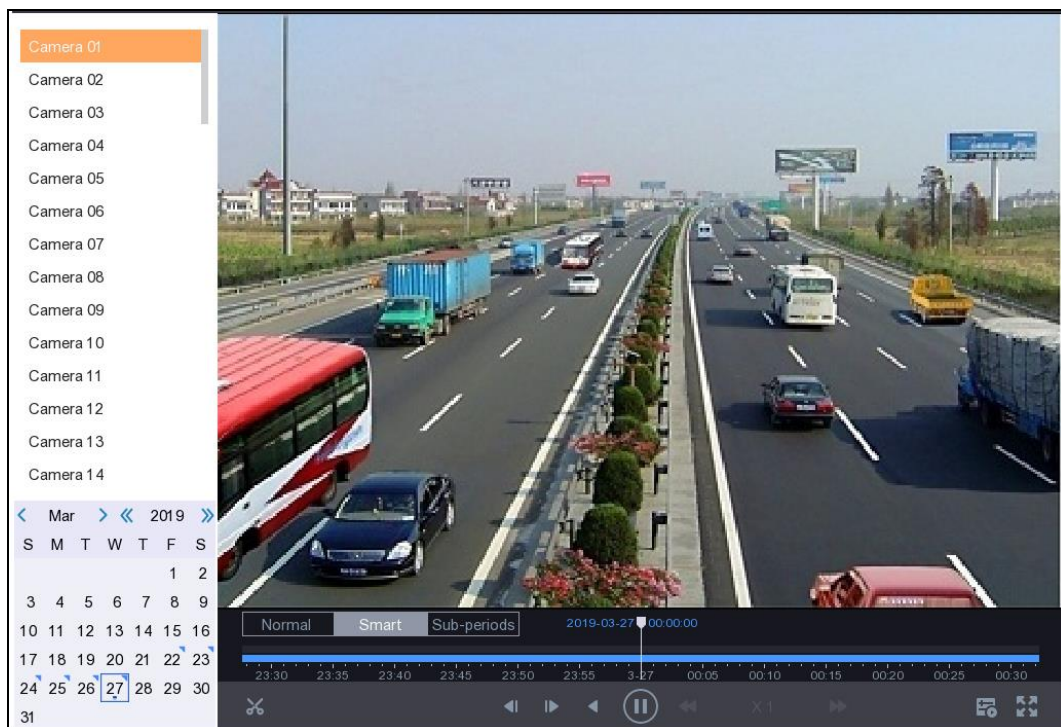 Camera 01
Camera 02
Camera 03
Camera 04
Camera 05
Camera 06
Camera 07
Camera 08
Camera 09
Camera 10
Camera 11
Camera 12
Camera 13
Camera 14
Mar 2019
S M T W T F S
1 2
3 4 5 6 7 8 9
10 11 12 13 14 15 16
17 18 19 20 21 22 23
24 25 26 27 28 29 30
31
Normal Smart Sub-periods 2019-03-27 00:00:00
23:30 23:35 23:40 23:45 23:50 23:55 3-27 00:05 00:10 00:15 00:20 00:25 00:30
X 1